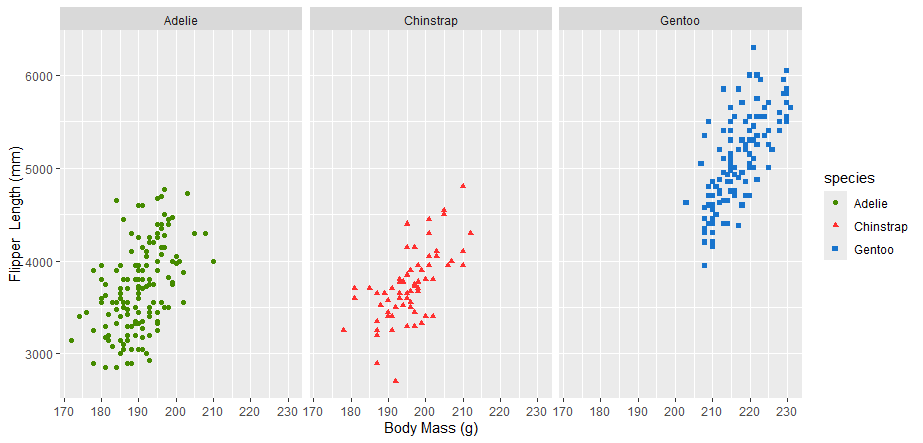 Adelie Chinstrap Gentoo
6000
5000
4000
3000
Flipper Length (mm)
170 180 190 200 210 220 230 170 180 190 200 210 220 230 170 180 190 200 210 220 230
Body Mass (g)
species
Adelie
Chinstrap
Gentoo